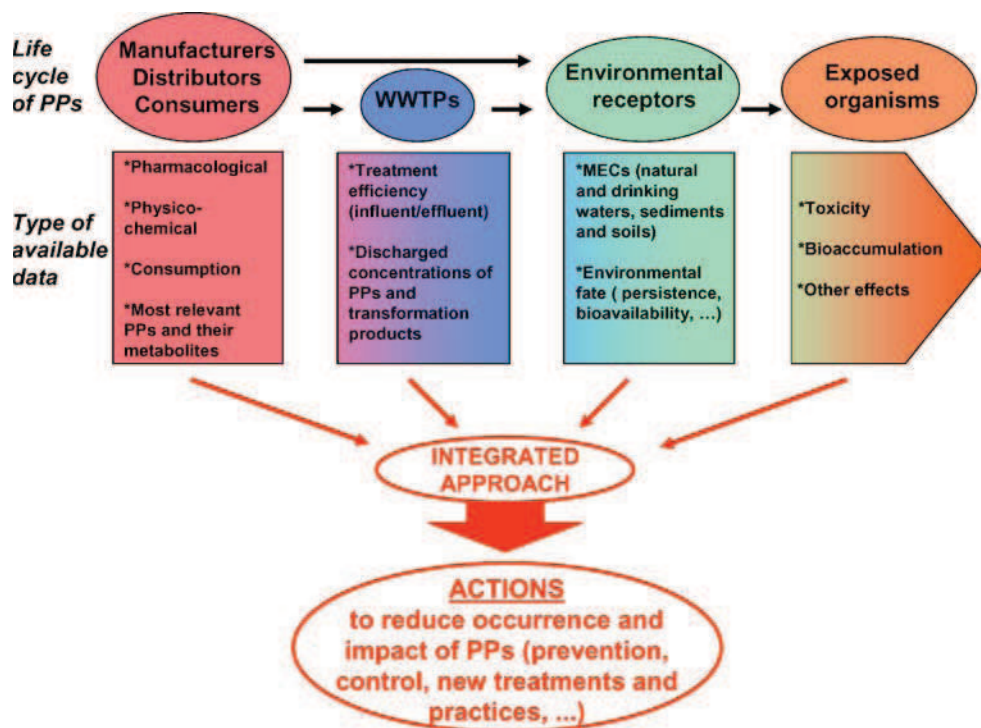 Life
cycle
of PPs
Manufacturers
Distributors
Consumers
WWTPs
Environmental
receptors
Exposed
organisms
Type of
available
data
*Pharmacological
*Physico-
chemical
*Consumption
*Most relevant
PPs and their
metabolites
*Treatment
efficiency
(influent/effluent)
*Discharged
concentrations of
PPs and
transformation
products
*MECs (natural
and drinking
waters, sediments
and soils)
*Environmental
fate ( persistence,
bioavailability, ...)
*Toxicity
*Bioaccumulation
*Other effects
INTEGRATED
APPROACH
ACTIONS
to reduce occurrence and
impact of PPs (prevention,
control, new treatments and
practices, ...)